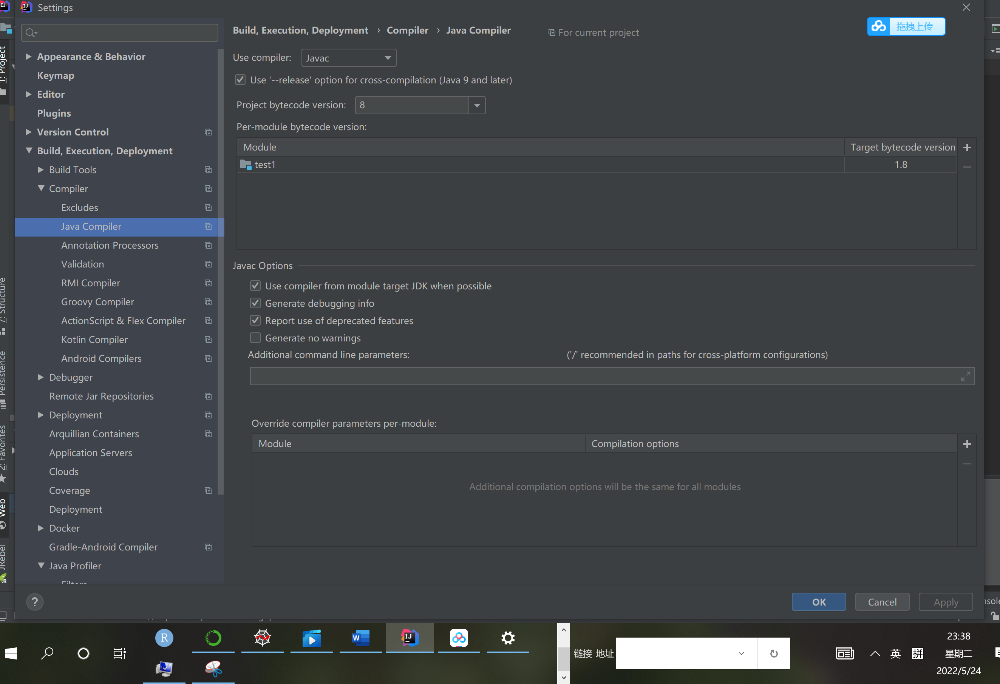 Settings
Build, Execution, Deployment › Compiler › Java Compiler
For current project
拖拽上传
1: Project
7: Structure
Persistence
2: Favorites
Web
JRebel
Appearance & Behavior
Keymap
Editor
Plugins
Version Control
Build, Execution, Deployment
Build Tools
Compiler
Excludes
Java Compiler
Annotation Processors
Validation
RMI Compiler
Groovy Compiler
ActionScript & Flex Compiler
Kotlin Compiler
Android Compilers
Debugger
Remote Jar Repositories
Deployment
Arquillian Containers
Application Servers
Clouds
Coverage
Deployment
Docker
Gradle-Android Compiler
Java Profiler
Use compiler: Javac
Use '--release' option for cross-compilation (Java 9 and later)
Project bytecode version: 8
Per-module bytecode version:
Module Target bytecode version
test1 1.8
Javac Options
Use compiler from module target JDK when possible
Generate debugging info
Report use of deprecated features
Generate no warnings
Additional command line parameters: ('/' recommended in paths for cross-platform configurations)
Override compiler parameters per-module:
Module Compilation options
Additional compilation options will be the same for all modules
?
OK Cancel Apply
R
W
IJ
链接 地址
英
拼
23:38
星期二
2022/5/24